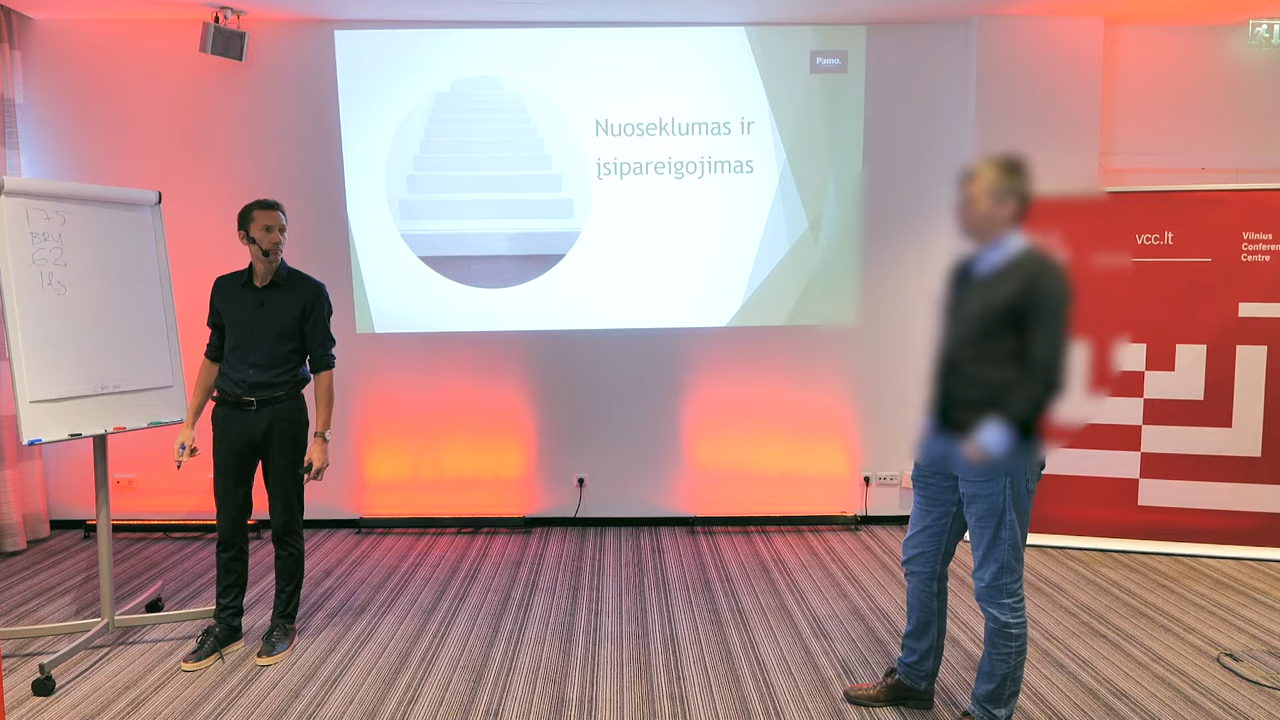 Pamo.
Nuoseklumas ir
įsipareigojimas
175
BRU
62
vcc.lt
Vilnius
Conferen
Centre